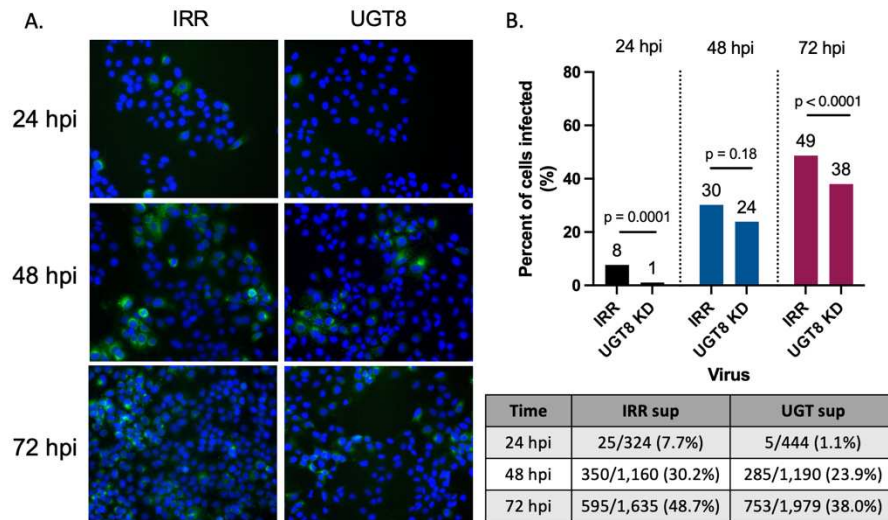 A.
IRR
UGT8
24 hpi
48 hpi
72 hpi
B.
24 hpi
48 hpi
72 hpi
Percent of cells infected
(%)
80
60
40
20
0
p = 0.0001
8
1
p = 0.18
30
24
p < 0.0001
49
38
IRR
UGT8 KD
IRR
UGT8 KD
IRR
UGT8 KD
Virus
Time IRR sup UGT sup
24 hpi 25/324 (7.7%) 5/444 (1.1%)
48 hpi 350/1,160 (30.2%) 285/1,190 (23.9%)
72 hpi 595/1,635 (48.7%) 753/1,979 (38.0%)